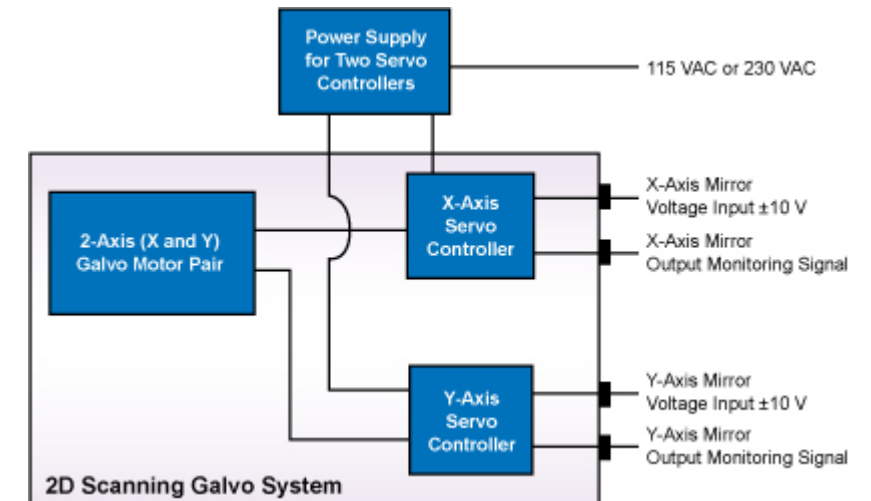 Power Supply
for Two Servo
Controllers
115 VAC or 230 VAC
2-Axis (X and Y)
Galvo Motor Pair
X-Axis
Servo
Controller
X-Axis Mirror
Voltage Input ±10 V
X-Axis Mirror
Output Monitoring Signal
Y-Axis
Servo
Controller
Y-Axis Mirror
Voltage Input ±10 V
Y-Axis Mirror
Output Monitoring Signal
2D Scanning Galvo System